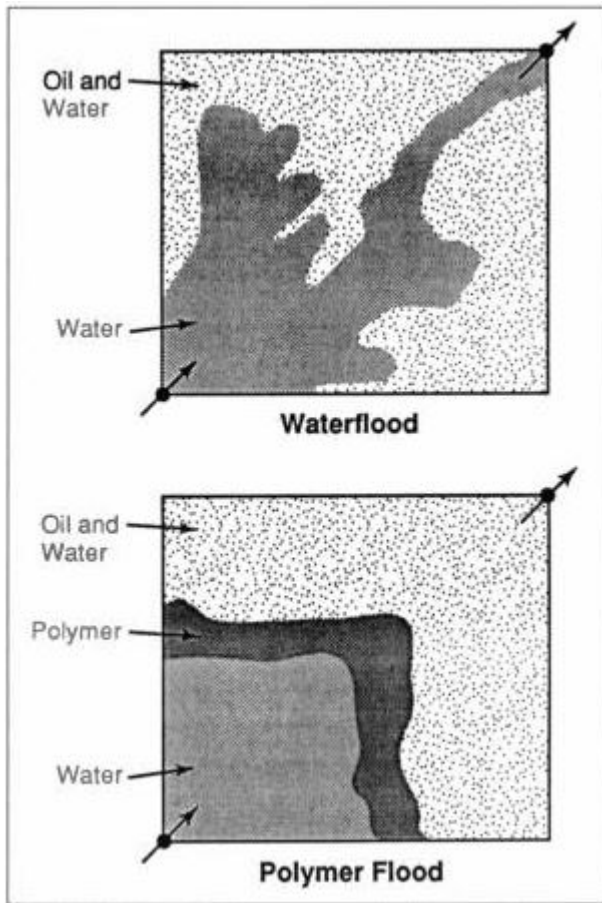 Oil and
Water
Water
Waterflood
Oil and
Water
Polymer
Water
Polymer Flood